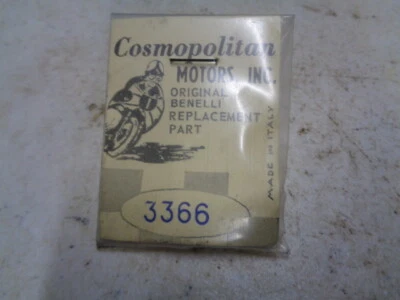 Cosmopolitan
MOTORS, INC.
ORIGINAL
BENELLI
REPLACEMENT
PART
MADE IN ITALY
3366